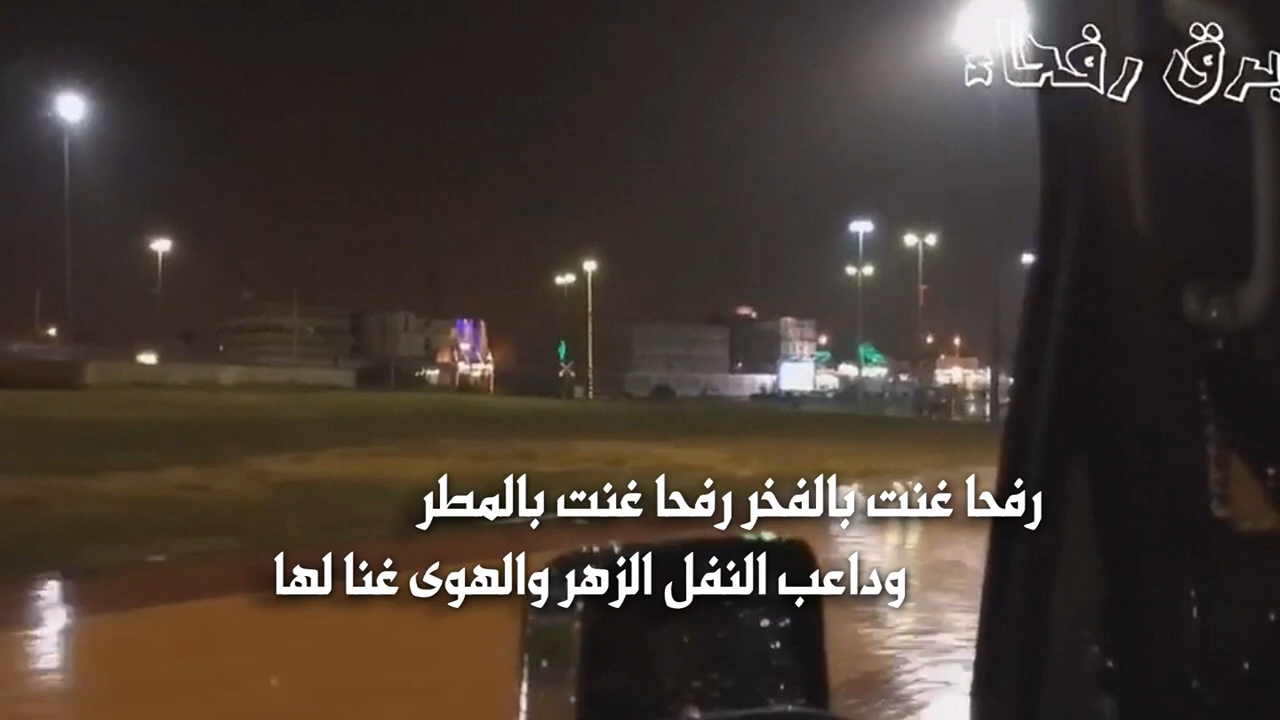 برق رفحاء
رفحا غنت بالفخر رفحا غنت بالمطر
وداعب النفل الزهر والهوى غنا لها